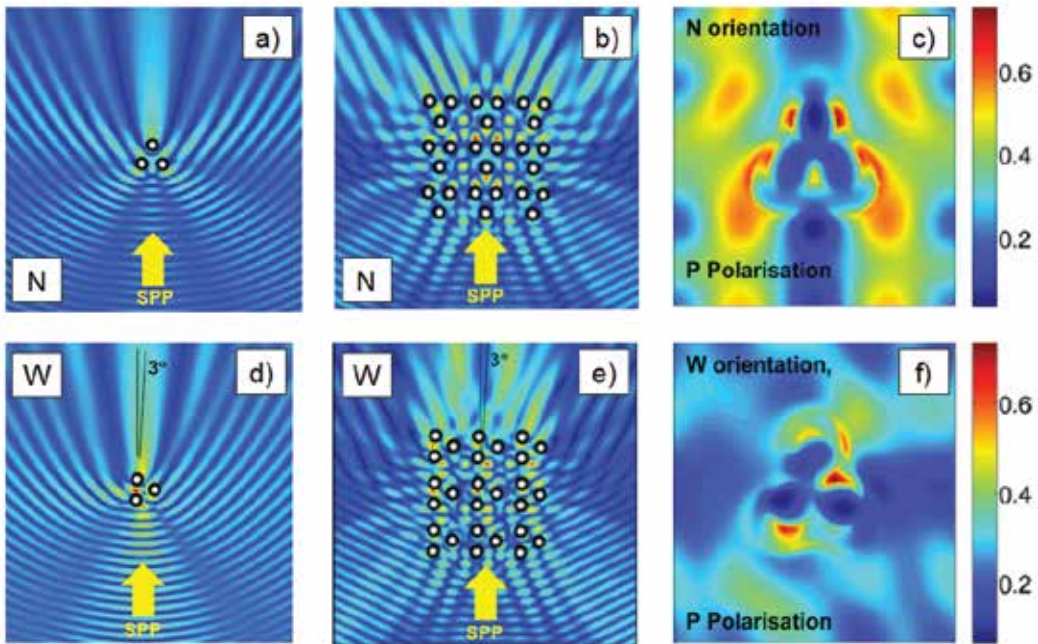 a)
N
SPP
b)
N
SPP
N orientation
c)
P Polarisation
0.6
0.4
0.2
W
3°
d)
SPP
W
3°
e)
SPP
W orientation,
f)
P Polarisation
0.6
0.4
0.2